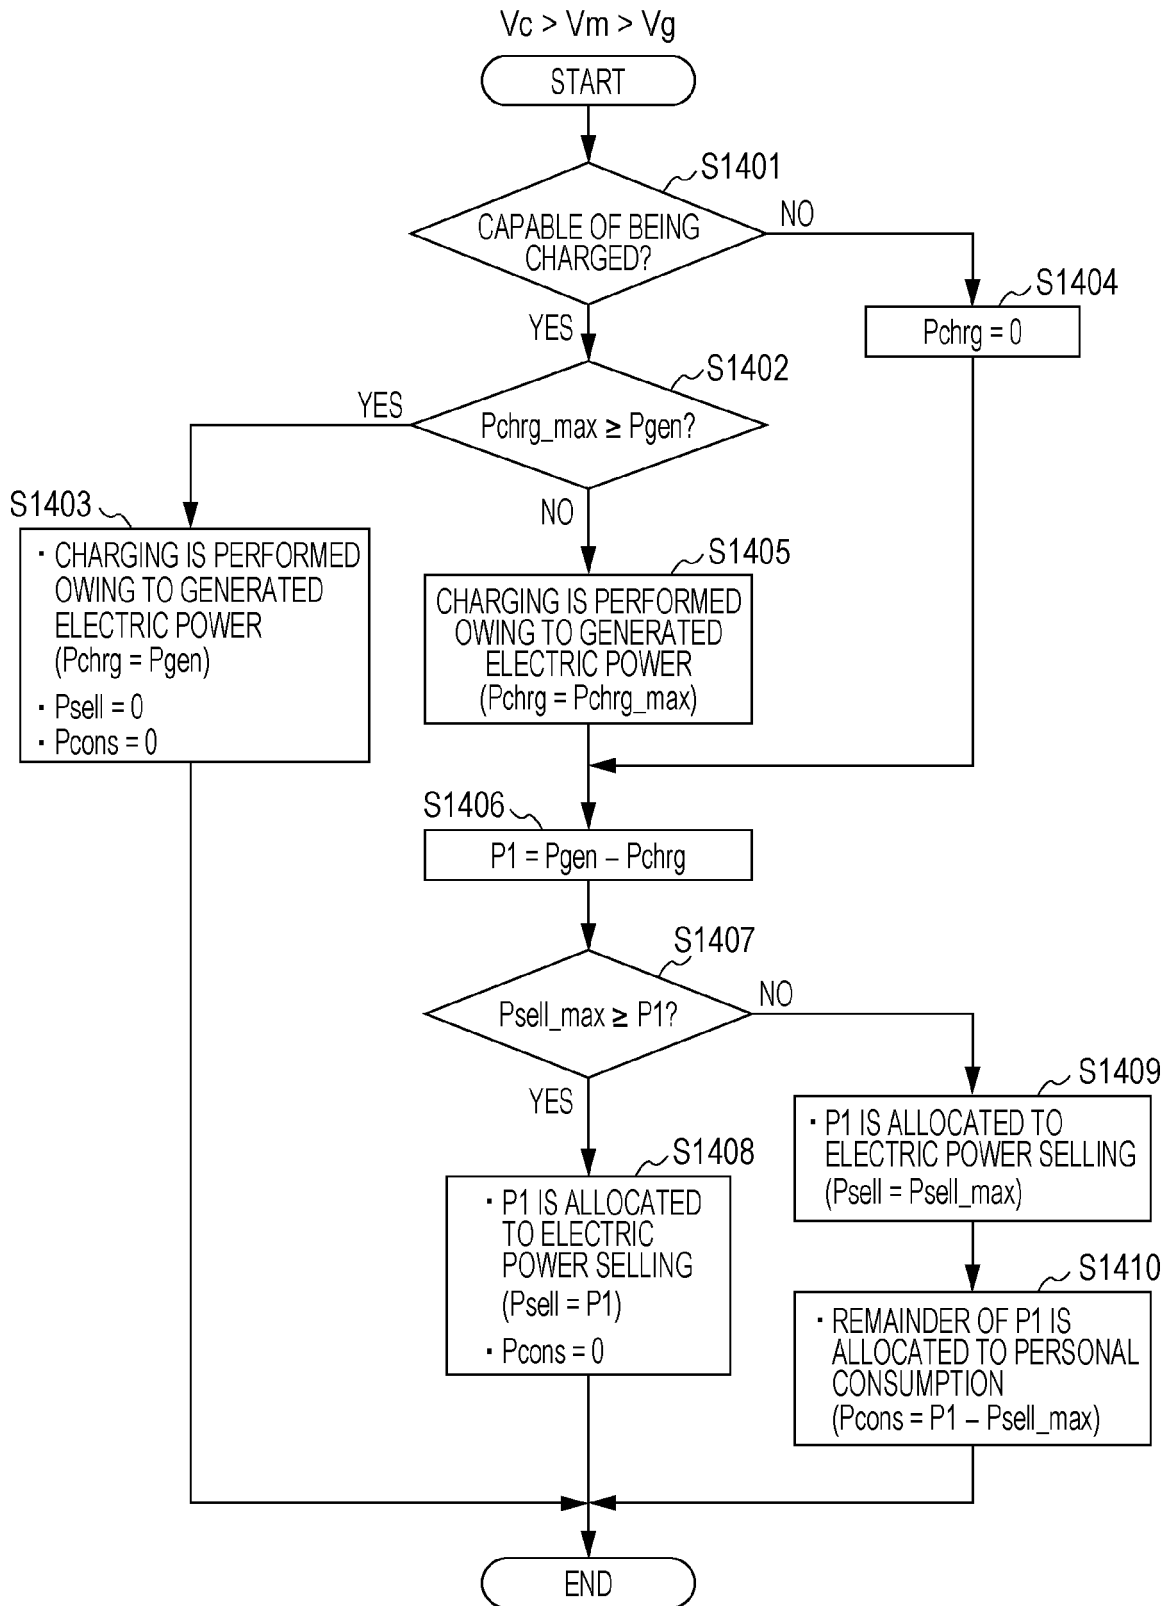 Vc > Vm > Vg
START
S1401
CAPABLE OF BEING
CHARGED?
NO
YES
S1404
Pchrg = 0
S1402
Pchrg_max ≥ Pgen?
YES
NO
S1403
· CHARGING IS PERFORMED
OWING TO GENERATED
ELECTRIC POWER
(Pchrg = Pgen)
· Psell = 0
· Pcons = 0
S1405
CHARGING IS PERFORMED
OWING TO GENERATED
ELECTRIC POWER
(Pchrg = Pchrg_max)
S1406
P1 = Pgen – Pchrg
S1407
Psell_max ≥ P1?
NO
YES
S1408
· P1 IS ALLOCATED
TO ELECTRIC
POWER SELLING
(Psell = P1)
· Pcons = 0
S1409
· P1 IS ALLOCATED TO
ELECTRIC POWER SELLING
(Psell = Psell_max)
S1410
· REMAINDER OF P1 IS
ALLOCATED TO PERSONAL
CONSUMPTION
(Pcons = P1 – Psell_max)
END